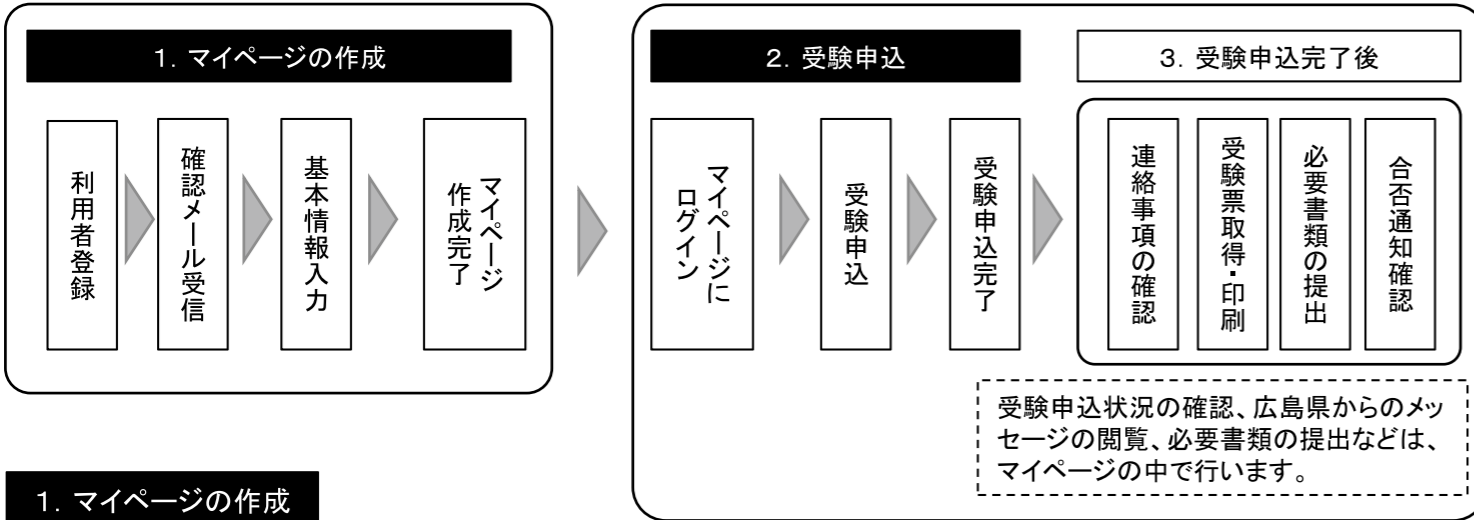 1．マイページの作成
利用者登録
確認メール受信
基本情報入力
マイページ
作成完了
2．受験申込
マイページに
ログイン
受験申込
受験申込完了
3．受験申込完了後
連絡事項の確認
受験票取得・印刷
必要書類の提出
合否通知確認
受験申込状況の確認、広島県からのメッ
セージの閲覧、必要書類の提出などは、
マイページの中で行います。
1．マイページの作成